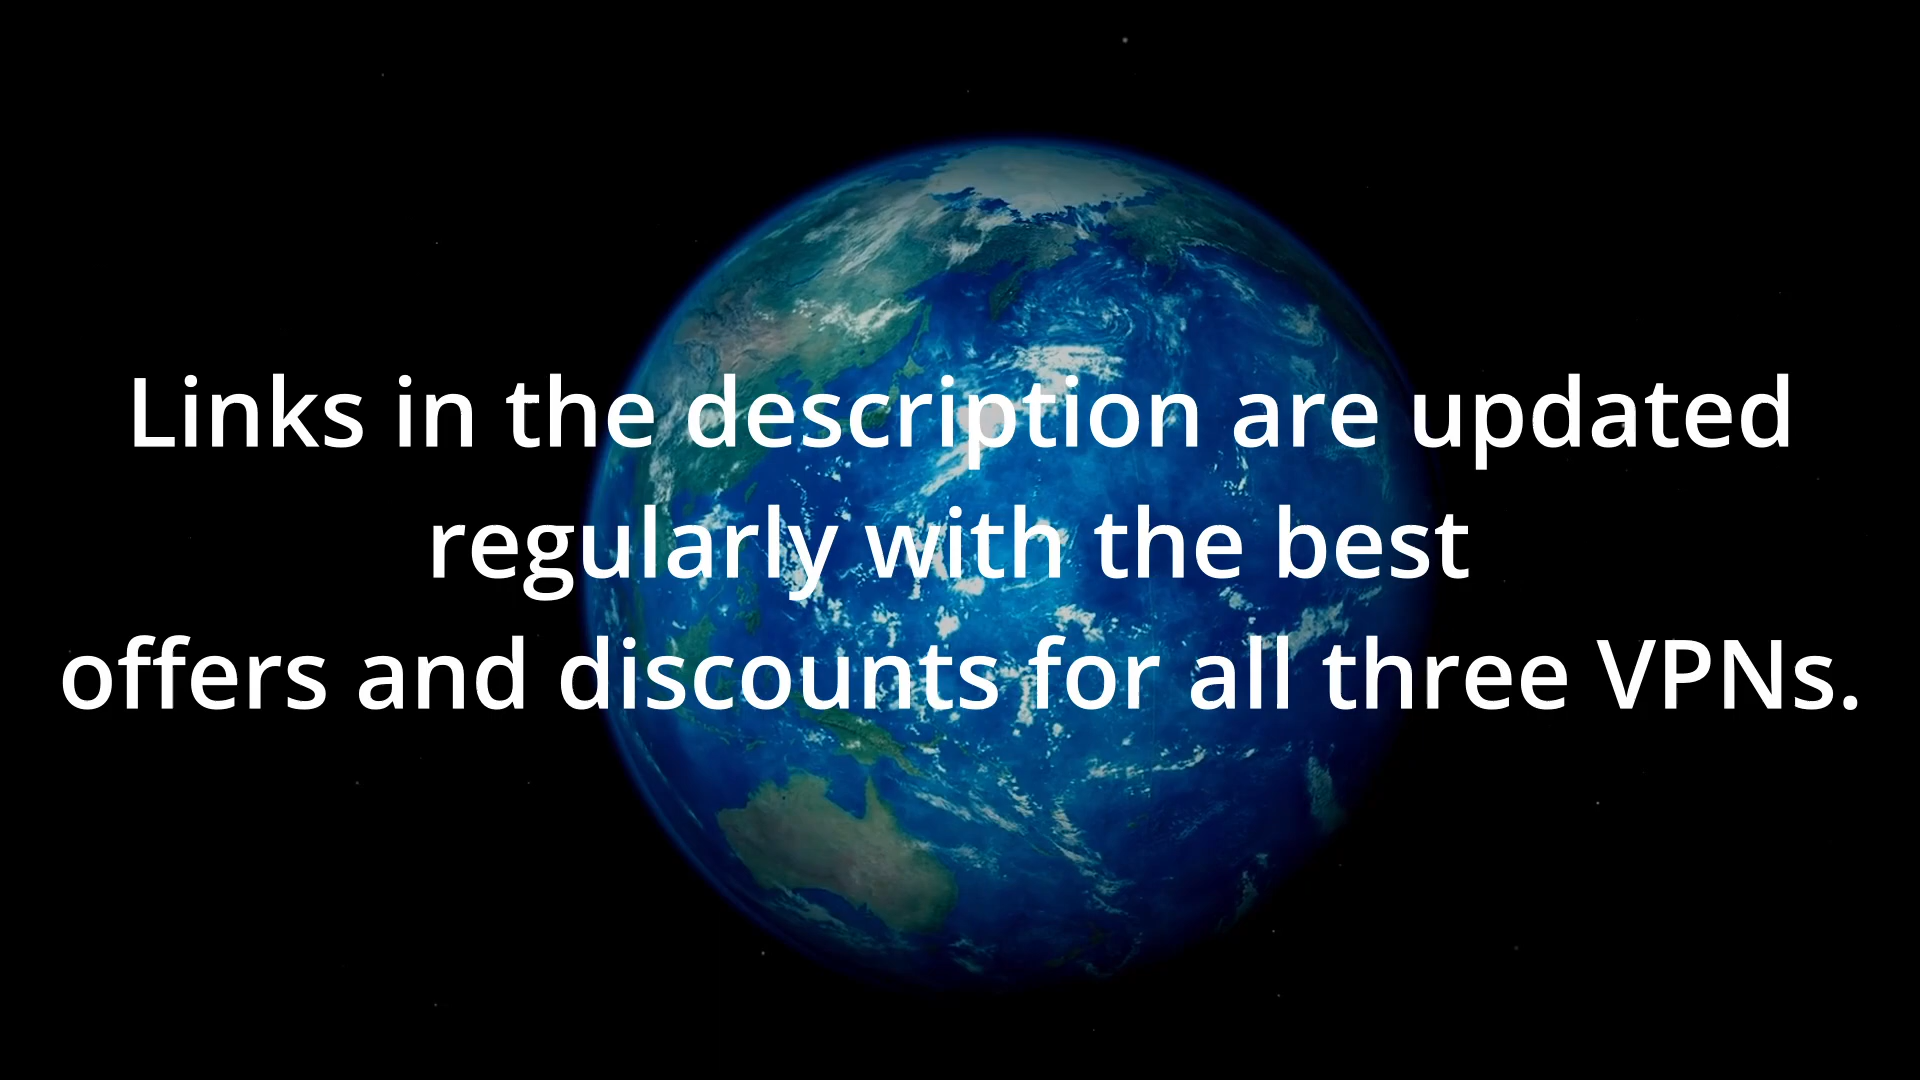 Links in the description are updated
regularly with the best
offers and discounts for all three VPNs.